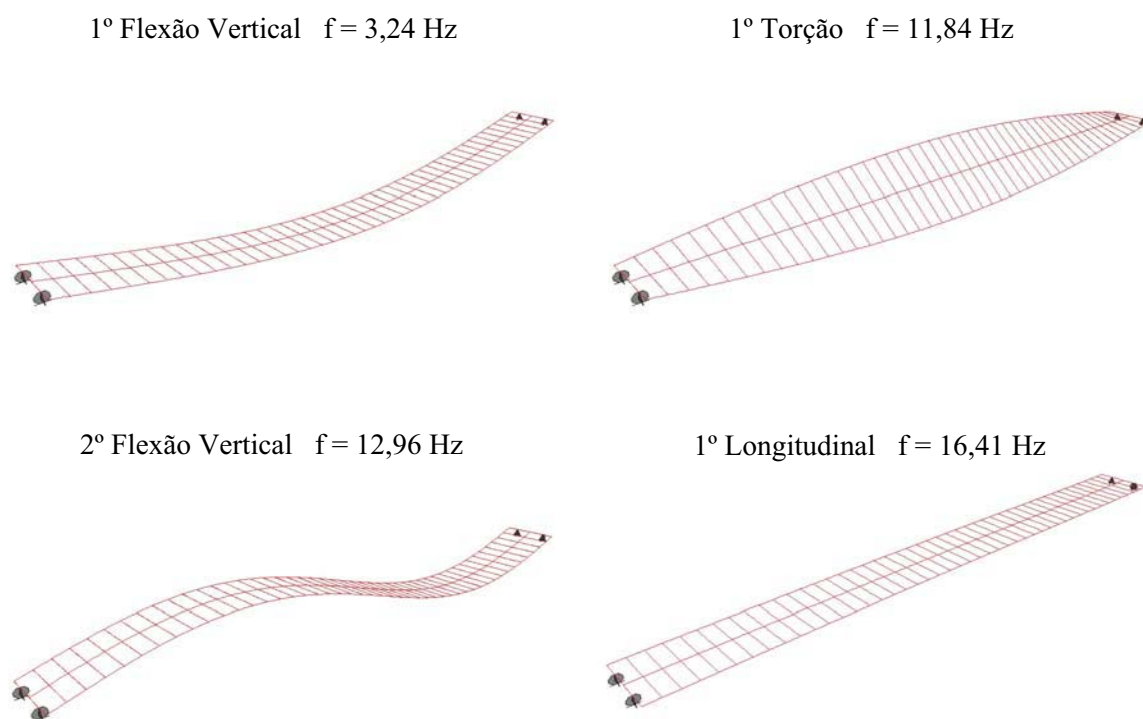 1º Flexão Vertical f = 3,24 Hz
1º Torção f = 11,84 Hz
2º Flexão Vertical f = 12,96 Hz
1º Longitudinal f = 16,41 Hz